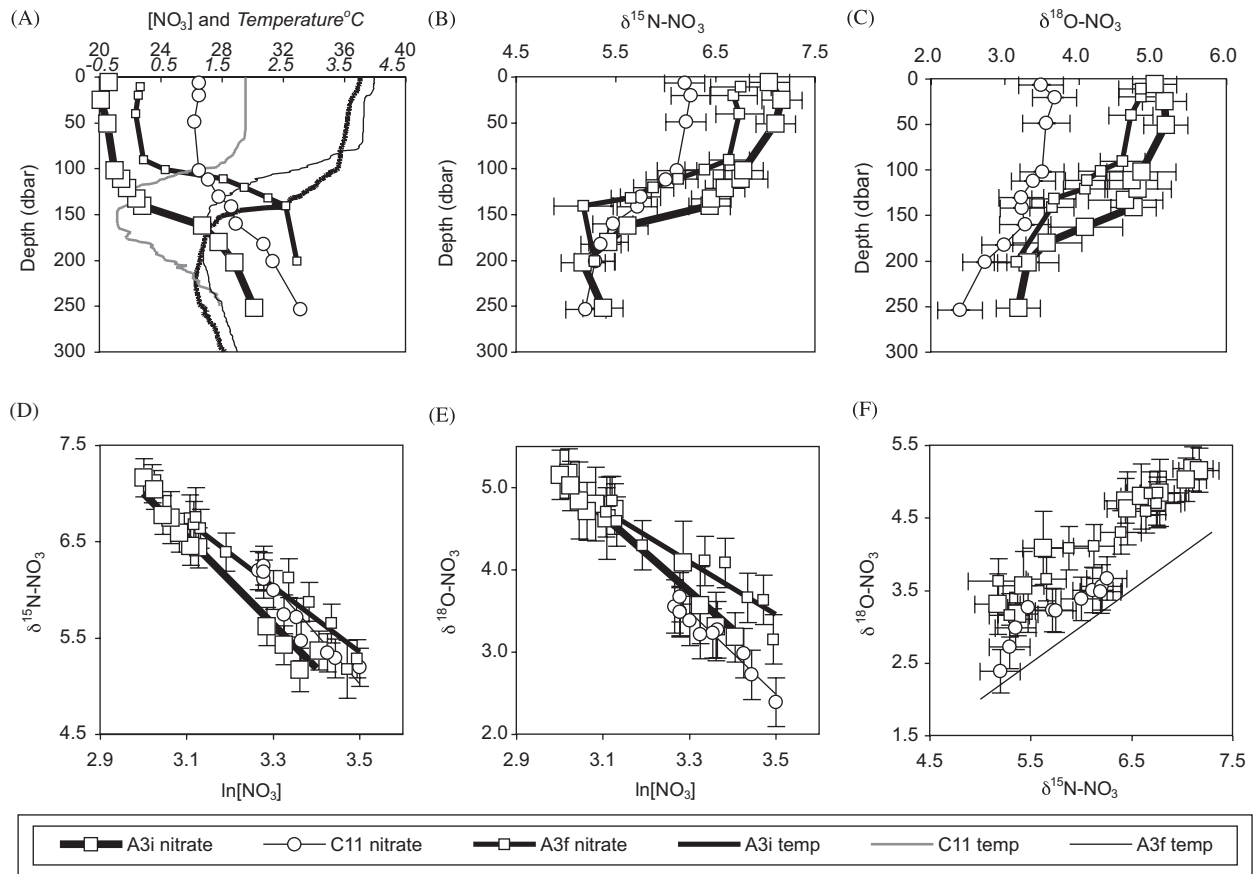 (A)
[NO3] and Temperature°C
20 24 28 32 36 40
-0.5 0.5 1.5 2.5 3.5 4.5
Depth (dbar)
0
50
100
150
200
250
300
(B)
δ15N-NO3
4.5 5.5 6.5 7.5
Depth (dbar)
0
50
100
150
200
250
300
(C)
δ18O-NO3
2.0 3.0 4.0 5.0 6.0
Depth (dbar)
0
50
100
150
200
250
300
(D)
δ15N-NO3
7.5
6.5
5.5
4.5
2.9 3.1 3.3 3.5
ln[NO3]
(E)
δ18O-NO3
5.0
4.0
3.0
2.0
2.9 3.1 3.3 3.5
ln[NO3]
(F)
δ18O-NO3
5.5
4.5
3.5
2.5
1.5
4.5 5.5 6.5 7.5
δ15N-NO3
A3i nitrate C11 nitrate A3f nitrate A3i temp C11 temp A3f temp